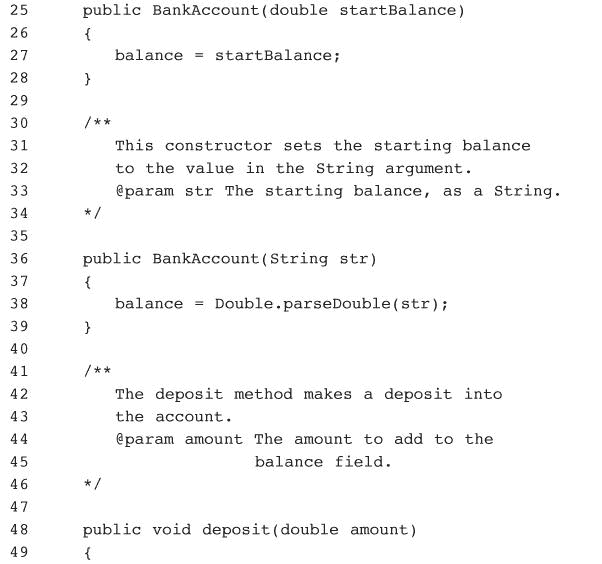 25 public BankAccount(double startBalance)
26 {
27 balance = startBalance;
28 }
29
30 /**
31 This constructor sets the starting balance
32 to the value in the String argument.
33 @param str The starting balance, as a String.
34 */
35
36 public BankAccount(String str)
37 {
38 balance = Double.parseDouble(str);
39 }
40
41 /**
42 The deposit method makes a deposit into
43 the account.
44 @param amount The amount to add to the
45 balance field.
46 */
47
48 public void deposit(double amount)
49 {